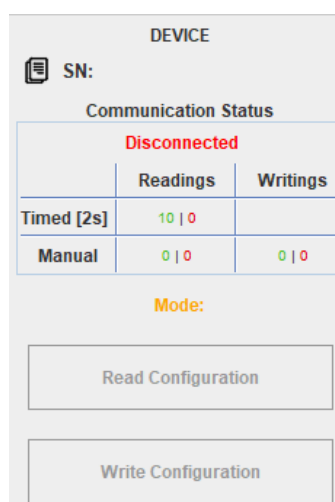 DEVICE
SN:
Communication Status
Disconnected
Readings Writings
Timed [2s] 10 | 0
Manual 0 | 0 0 | 0
Mode:
Read Configuration
Write Configuration